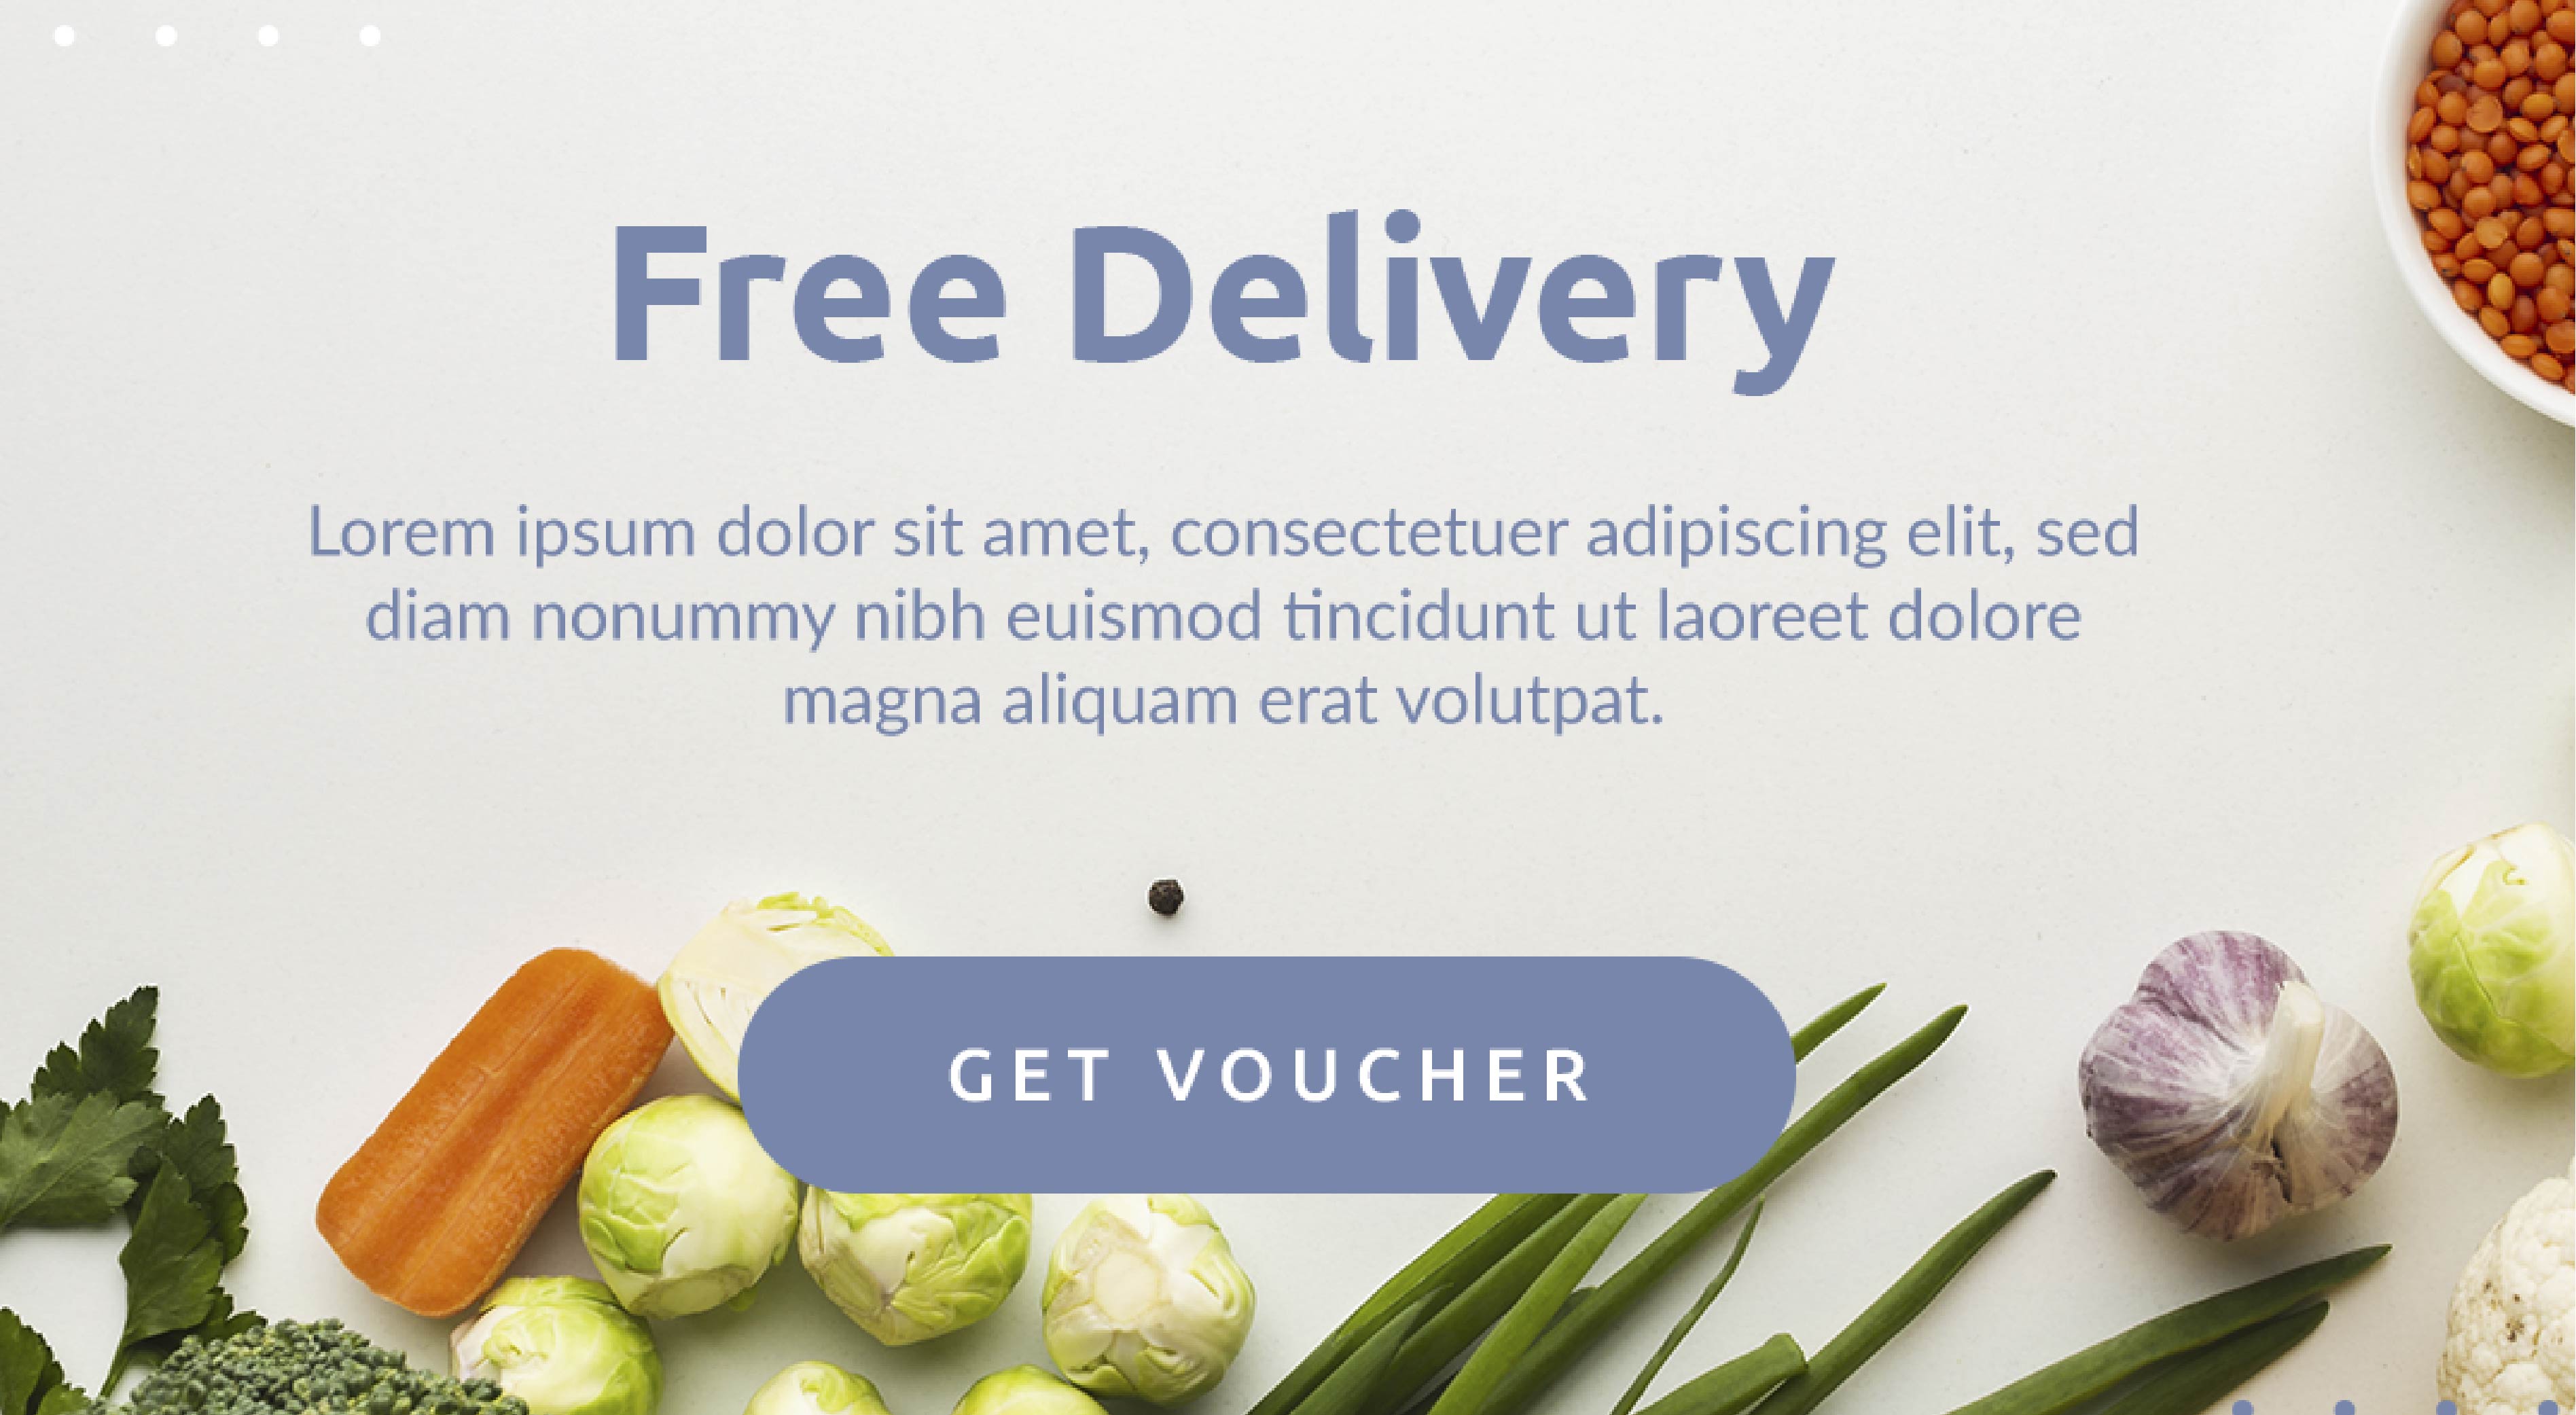 Free Delivery
Lorem ipsum dolor sit amet, consectetuer adipiscing elit, sed
diam nonummy nibh euismod tincidunt ut laoreet dolore
magna aliquam erat volutpat.
GET VOUCHER